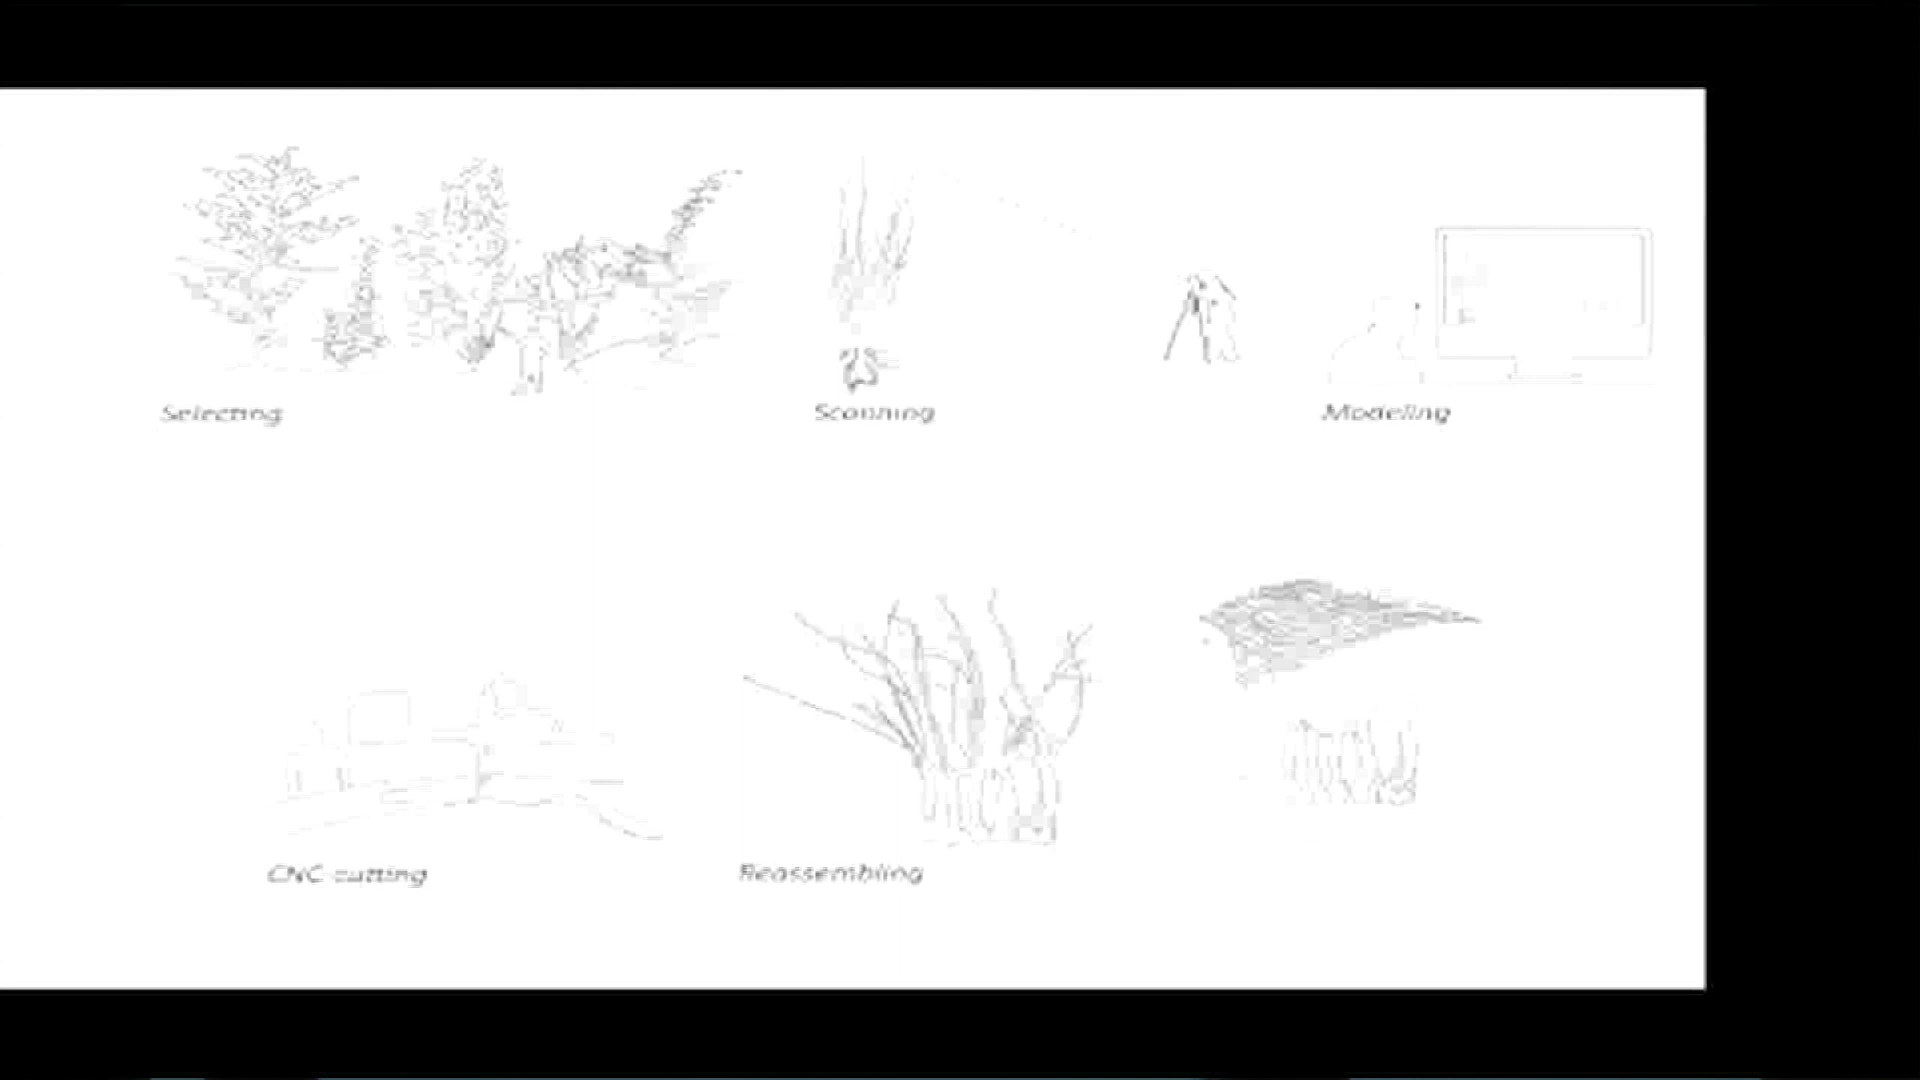 Selecting
Scanning
Modeling
CNC cutting
Reassembling